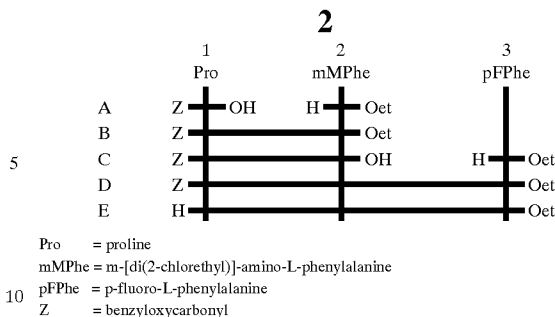 2
1 2 3
Pro mMPhe pFPhe
A Z OH H Oet
B Z Oet
5 C Z OH H Oet
D Z Oet
E H Oet
Pro = proline
mMPhe = m-[di(2-chlorethyl)]-amino-L-phenylalanine
10 pFPhe = p-fluoro-L-phenylalanine
Z = benzyloxycarbonyl